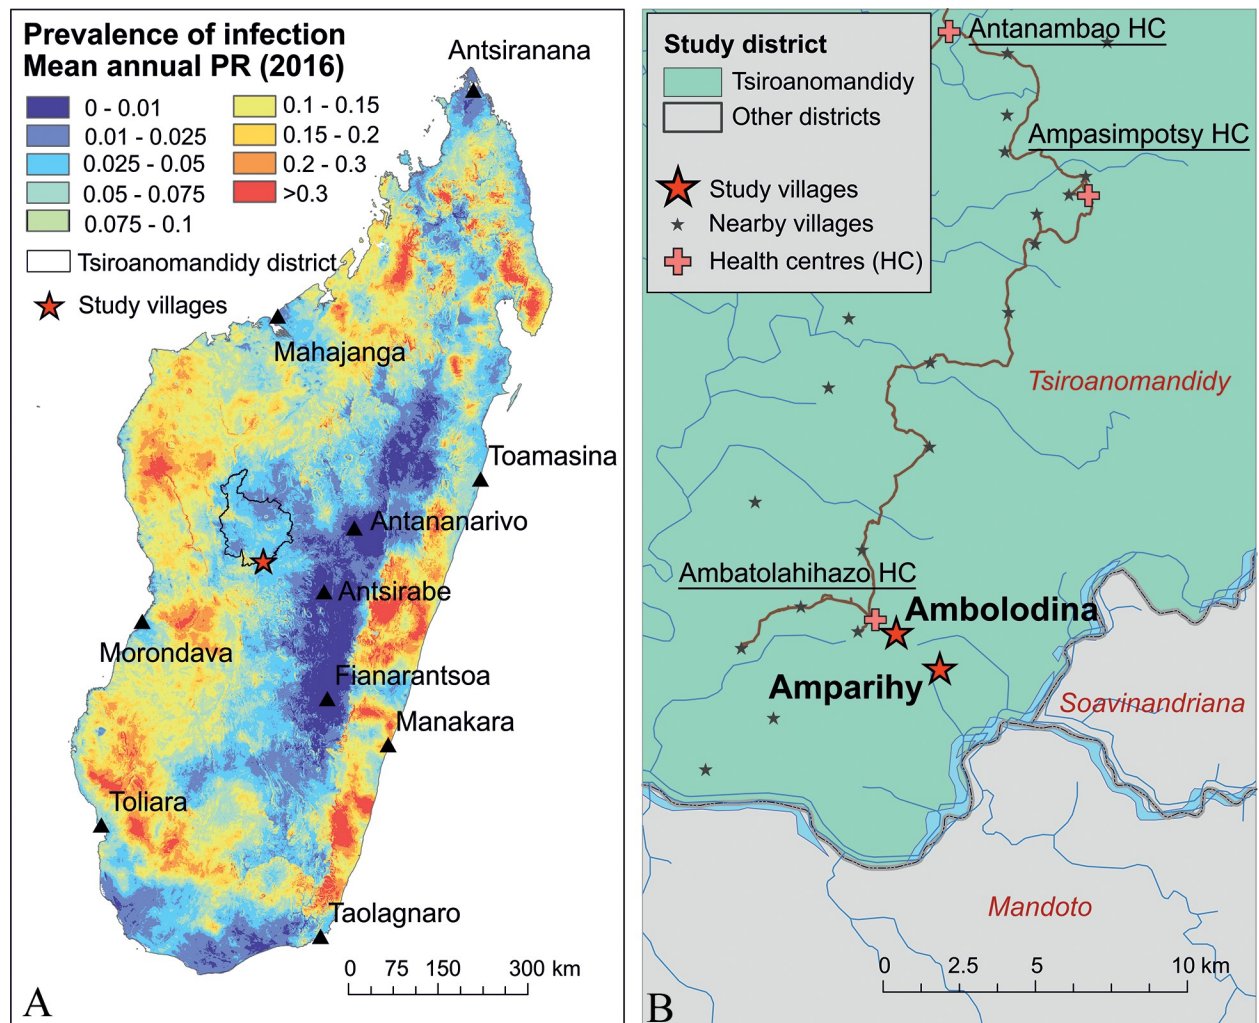 Prevalence of infection
Mean annual PR (2016)
0 - 0.01
0.01 - 0.025
0.025 - 0.05
0.05 - 0.075
0.075 - 0.1
0.1 - 0.15
0.15 - 0.2
0.2 - 0.3
>0.3
Tsiroanomandidy district
Study villages
Antsiranana
Mahajanga
Toamasina
Antananarivo
Antsirabe
Morondava
Fianarantsoa
Manakara
Toliara
Taolagnaro
0 75 150 300 km
A
Study district
Tsiroanomandidy
Other districts
Study villages
Nearby villages
Health centres (HC)
Antanambao HC
Ampasimpotsy HC
Tsiroanomandidy
Ambatolahihazo HC
Ambolodina
Amparihy
Soavinandriana
Mandoto
0 2.5 5 10 km
B